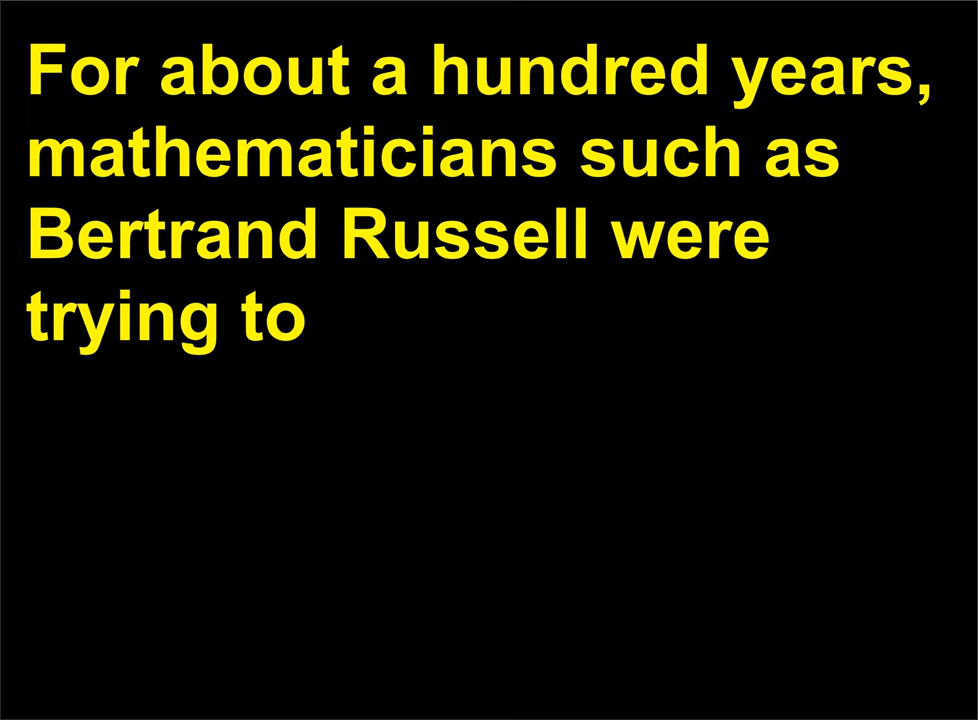 For about a hundred years,
mathematicians such as
Bertrand Russell were
trying to